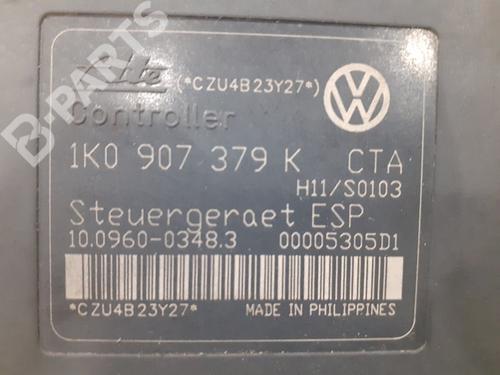 Ate (*CZU4B23Y27*)
Controller
1K0 907 379 K CTA
H11/S0103
Steuergeraet ESP
10.0960-0348.3 00005305D1
*CZU4B23Y27* MADE IN PHILIPPINES
B-PARTS